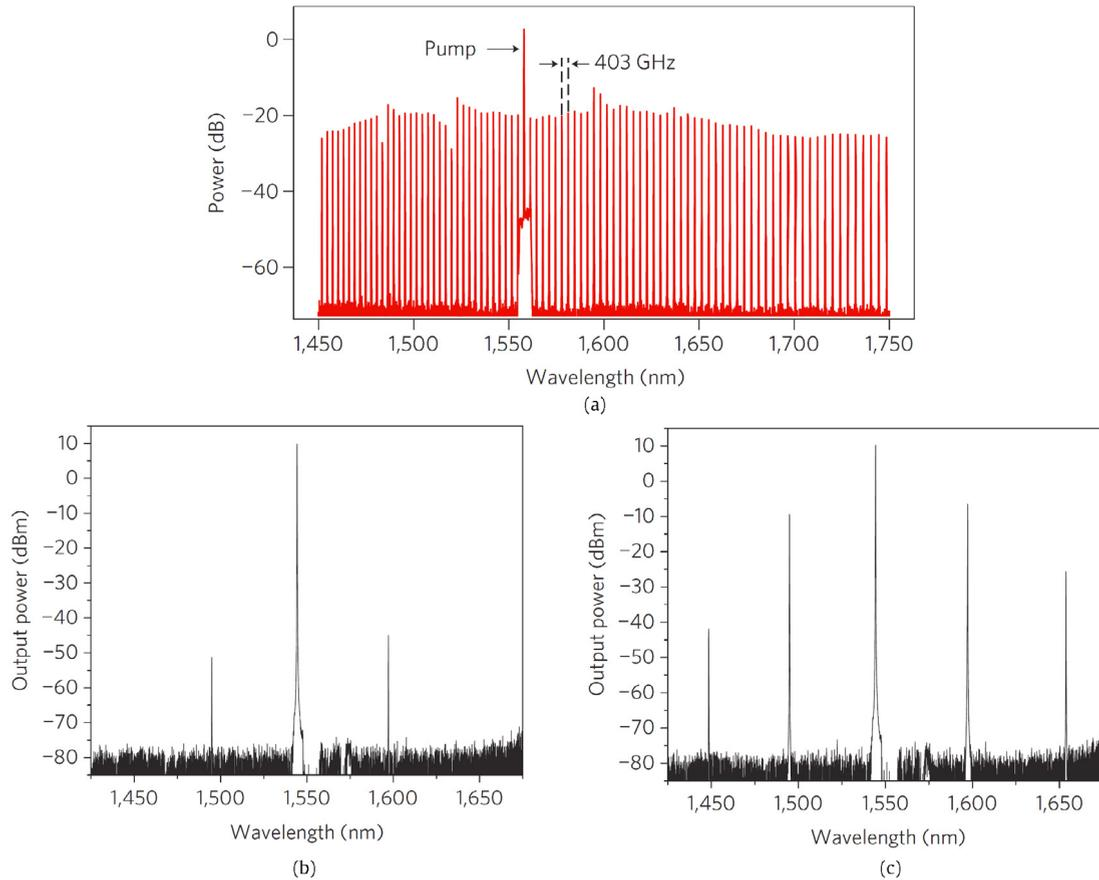 0
−20
−40
−60
Power (dB)
Pump
403 GHz
1,450 1,500 1,550 1,600 1,650 1,700 1,750
Wavelength (nm)
(a)
10
0
−10
−20
−30
−40
−50
−60
−70
−80
Output power (dBm)
1,450 1,500 1,550 1,600 1,650
Wavelength (nm)
(b)
10
0
−10
−20
−30
−40
−50
−60
−70
−80
Output power (dBm)
1,450 1,500 1,550 1,600 1,650
Wavelength (nm)
(c)